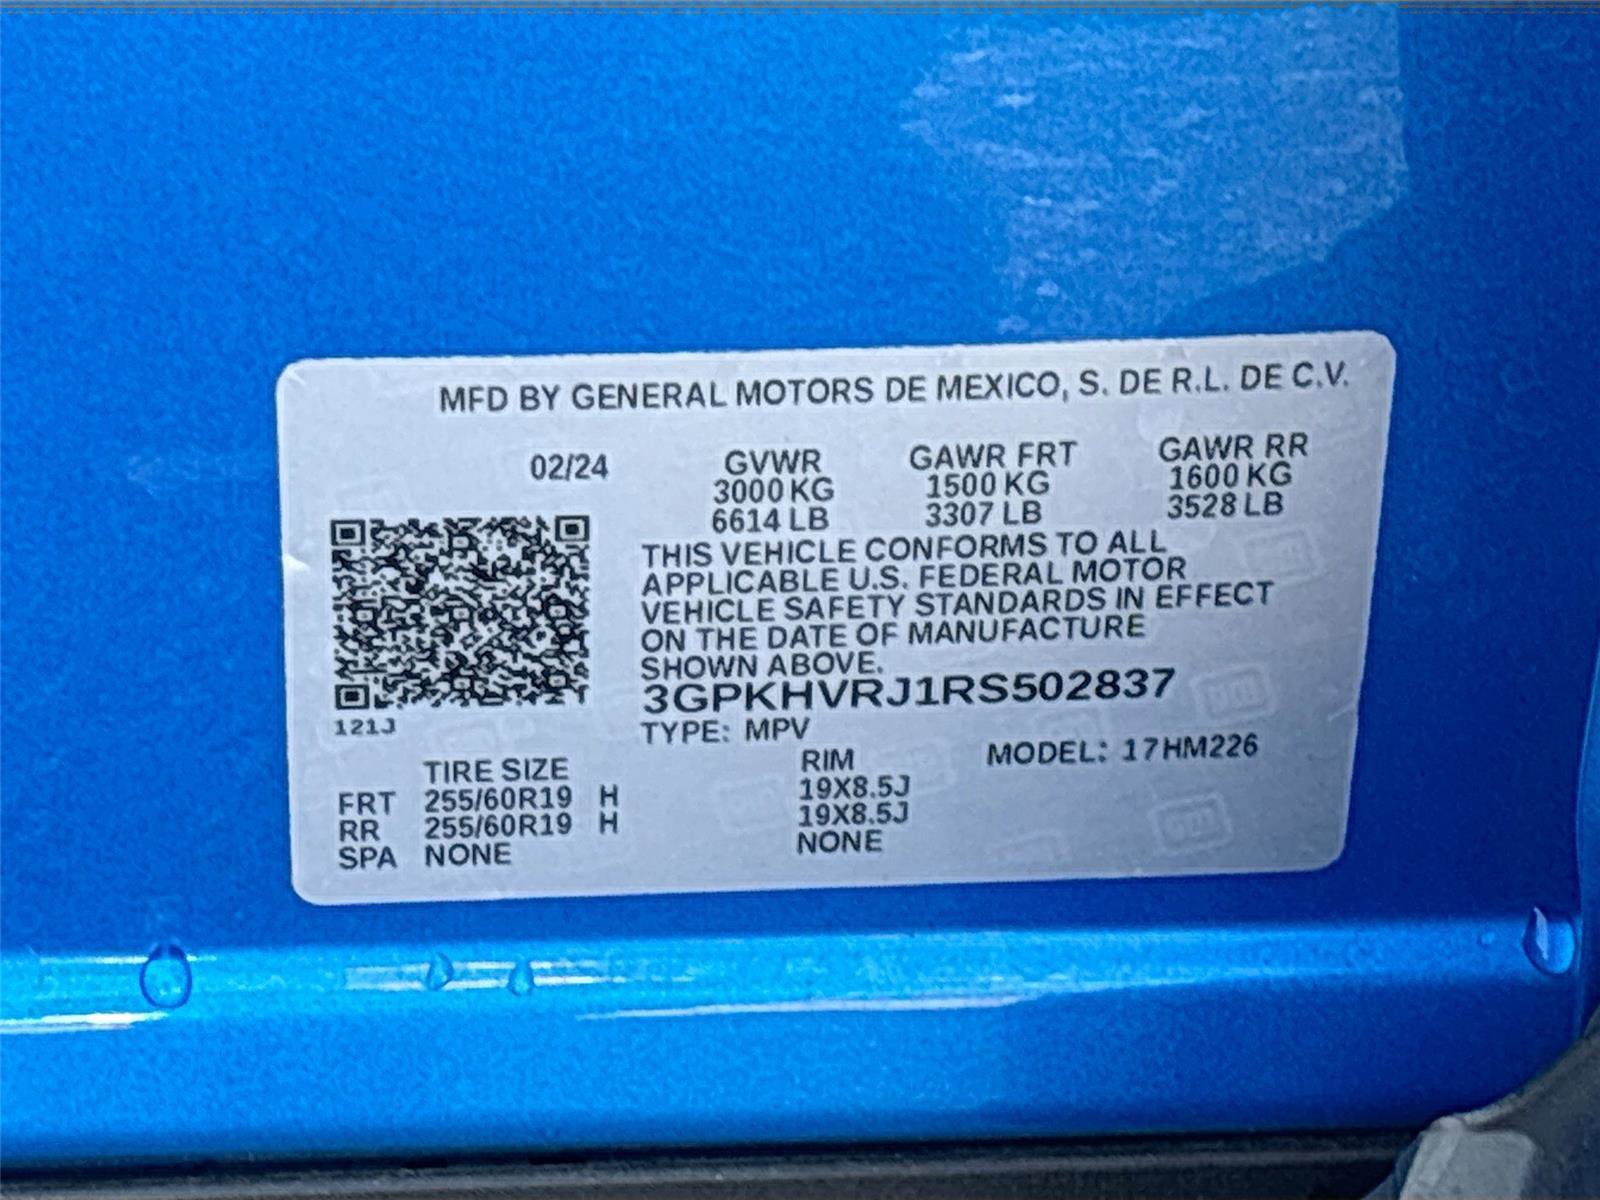 MFD BY GENERAL MOTORS DE MEXICO, S. DE R.L. DE C.V.
02/24 GVWR GAWR FRT GAWR RR
3000 KG 1500 KG 1600 KG
6614 LB 3307 LB 3528 LB
THIS VEHICLE CONFORMS TO ALL
APPLICABLE U.S. FEDERAL MOTOR
VEHICLE SAFETY STANDARDS IN EFFECT
ON THE DATE OF MANUFACTURE
SHOWN ABOVE.
3GPKHVRJ1RS502837
121J
TYPE: MPV
TIRE SIZE RIM MODEL: 17HM226
FRT 255/60R19 H 19X8.5J
RR 255/60R19 H 19X8.5J
SPA NONE NONE